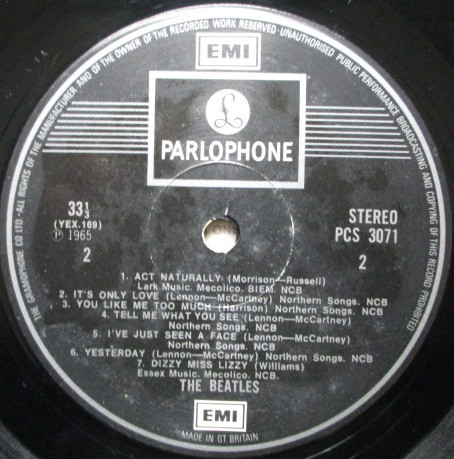 THE GRAMOPHONE CO LTD · ALL RIGHTS OF THE MANUFACTURER AND OF THE OWNER OF THE RECORDED WORK RESERVED · UNAUTHORISED PUBLIC PERFORMANCE BROADCASTING AND COPYING OF THIS RECORD PROHIBITED
EMI
£
PARLOPHONE
33⅓
(YEX.169)
℗ 1965
2
STEREO
PCS 3071
2
1. ACT NATURALLY (Morrison—Russell)
Lark Music. Mecolico. BIEM. NCB
2. IT'S ONLY LOVE (Lennon—McCartney) Northern Songs. NCB
3. YOU LIKE ME TOO MUCH (Harrison) Northern Songs. NCB
4. TELL ME WHAT YOU SEE (Lennon—McCartney)
Northern Songs. NCB
5. I'VE JUST SEEN A FACE (Lennon—McCartney)
Northern Songs. NCB
6. YESTERDAY (Lennon—McCartney) Northern Songs. NCB
7. DIZZY MISS LIZZY (Williams)
Essex Music. Mecolico. NCB.
THE BEATLES
EMI
MADE IN GT BRITAIN